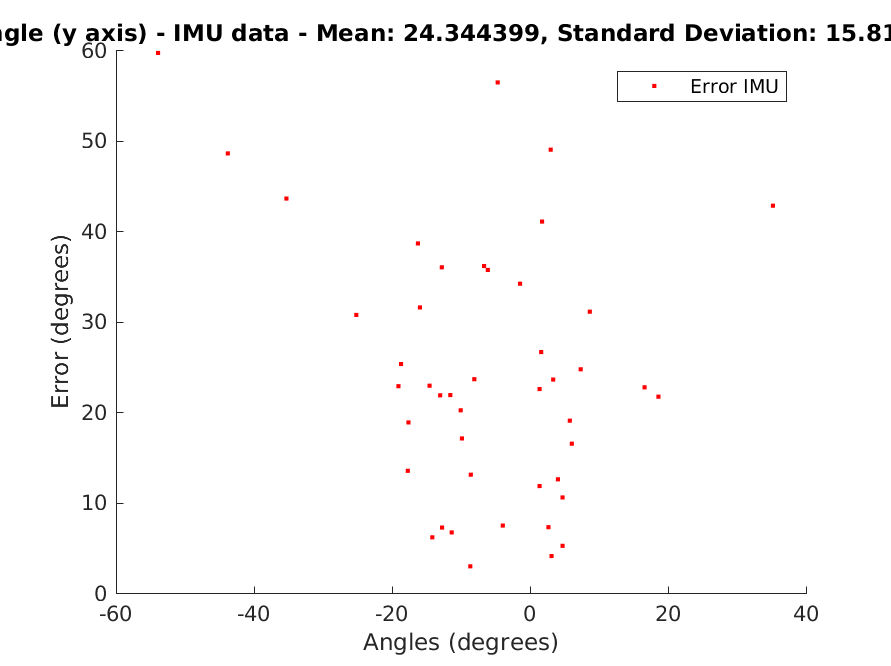 ngle (y axis) - IMU data - Mean: 24.344399, Standard Deviation: 15.81
Error IMU
60
50
40
30
20
10
0
Error (degrees)
-60 -40 -20 0 20 40
Angles (degrees)